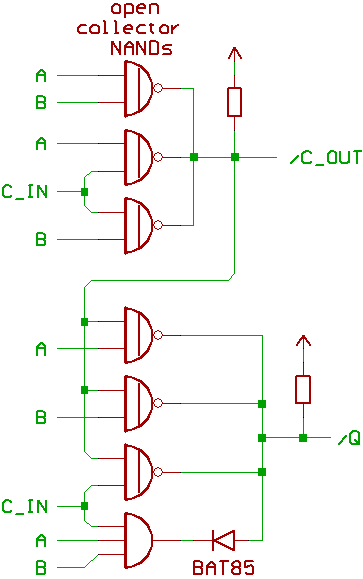 open
collector
NANDs
A
B
A
C_IN
B
/C_OUT
A
B
/Q
C_IN
A
B
BAT85